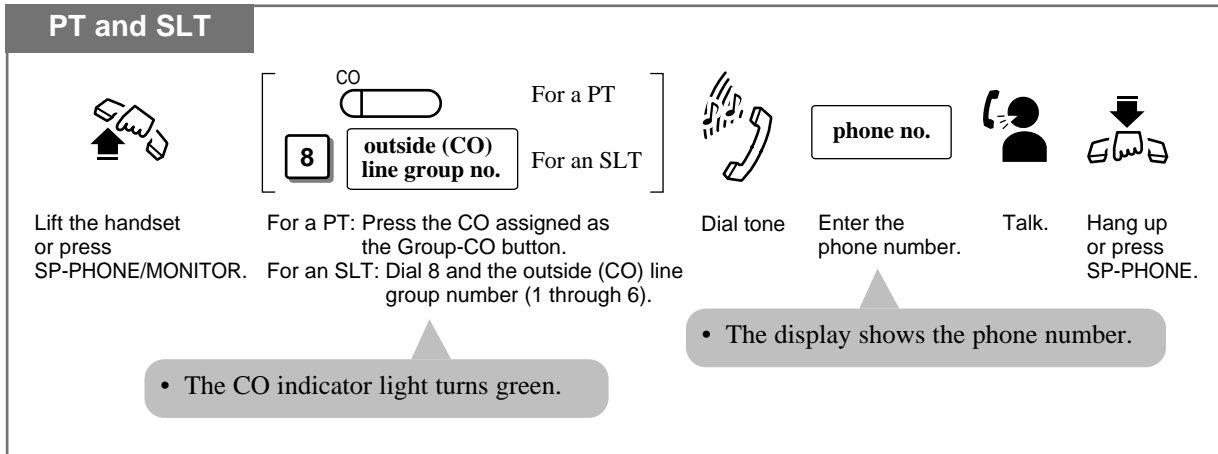 PT and SLT
CO
For a PT
8
outside (CO)
line group no.
For an SLT
phone no.
Lift the handset
or press
SP-PHONE/MONITOR.
For a PT: Press the CO assigned as
the Group-CO button.
For an SLT: Dial 8 and the outside (CO) line
group number (1 through 6).
Dial tone
Enter the
phone number.
Talk.
Hang up
or press
SP-PHONE.
• The display shows the phone number.
• The CO indicator light turns green.